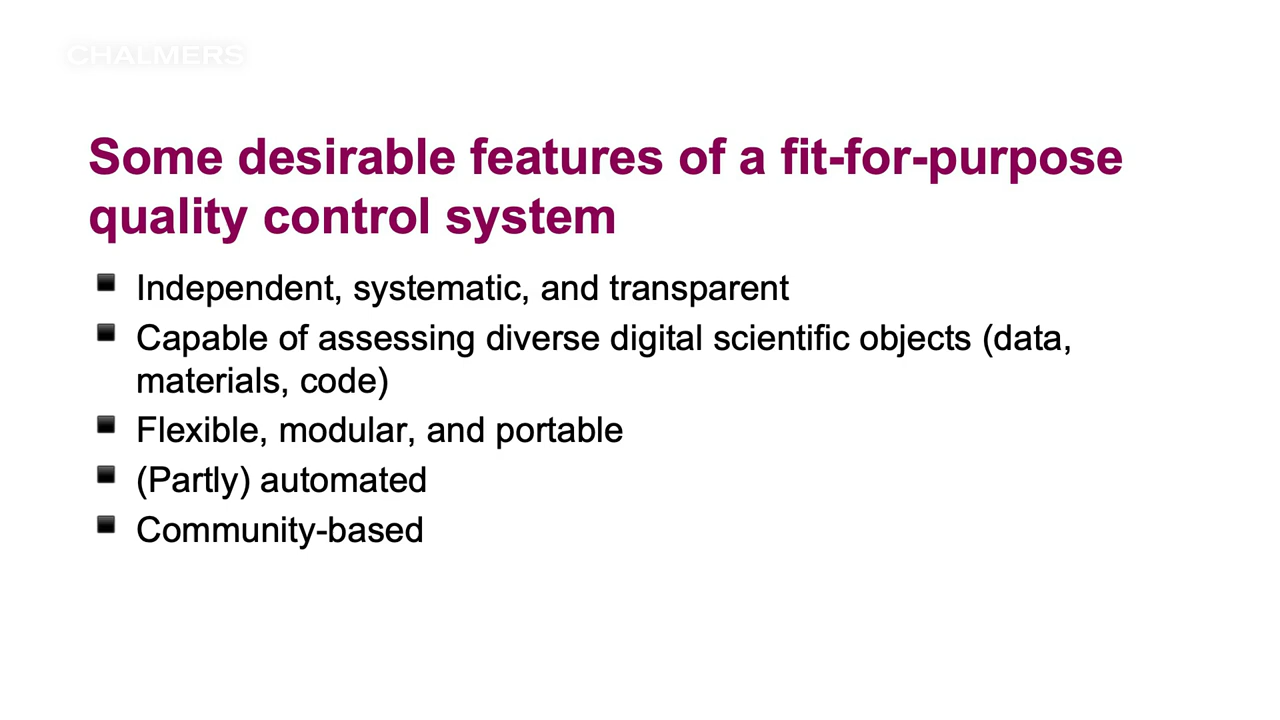 CHALMERS
Some desirable features of a fit-for-purpose
quality control system
Independent, systematic, and transparent
Capable of assessing diverse digital scientific objects (data,
materials, code)
Flexible, modular, and portable
(Partly) automated
Community-based